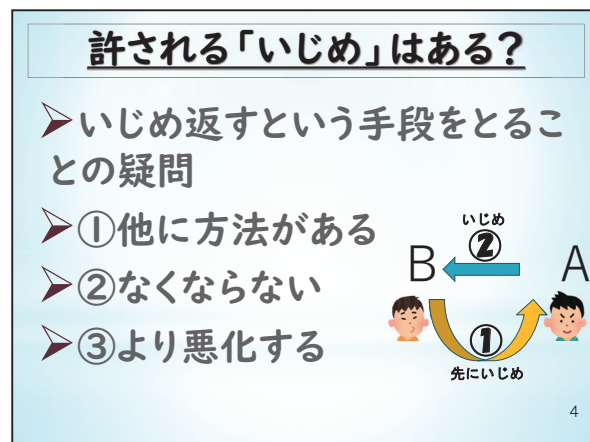 許される「いじめ」はある？
➢いじめ返すという手段をとるこ
との疑問
➢①他に方法がある
➢②なくならない
➢③より悪化する
いじめ
②
B
A
①
先にいじめ
4